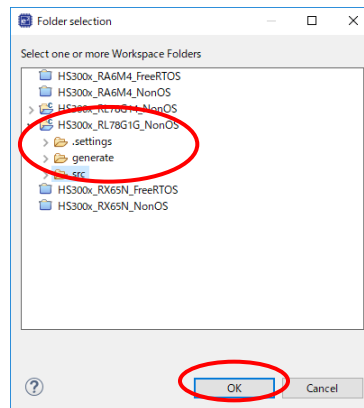 Folder selection
Select one or more Workspace Folders
HS300x_RA6M4_FreeRTOS
HS300x_RA6M4_NonOS
HS300x_RL78G14_NonOS
HS300x_RL78G1G_NonOS
.settings
generate
src
HS300x_RX65N_FreeRTOS
HS300x_RX65N_NonOS
?
OK
Cancel